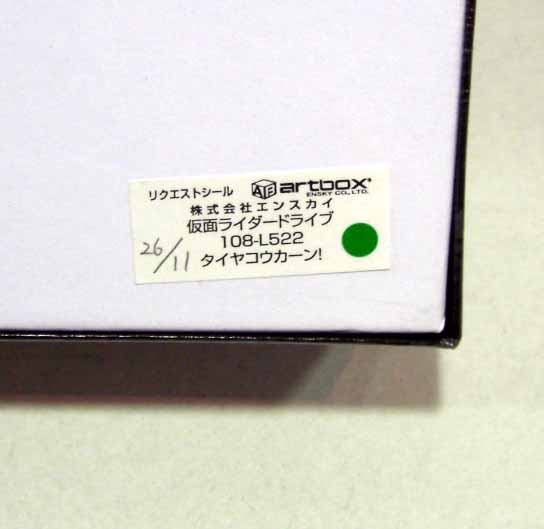 リクエストシール ATE artbox
ENSKY CO., LTD.
株式会社エンスカイ
仮面ライダードライブ
108-L522
26/11 タイヤコウカーン!